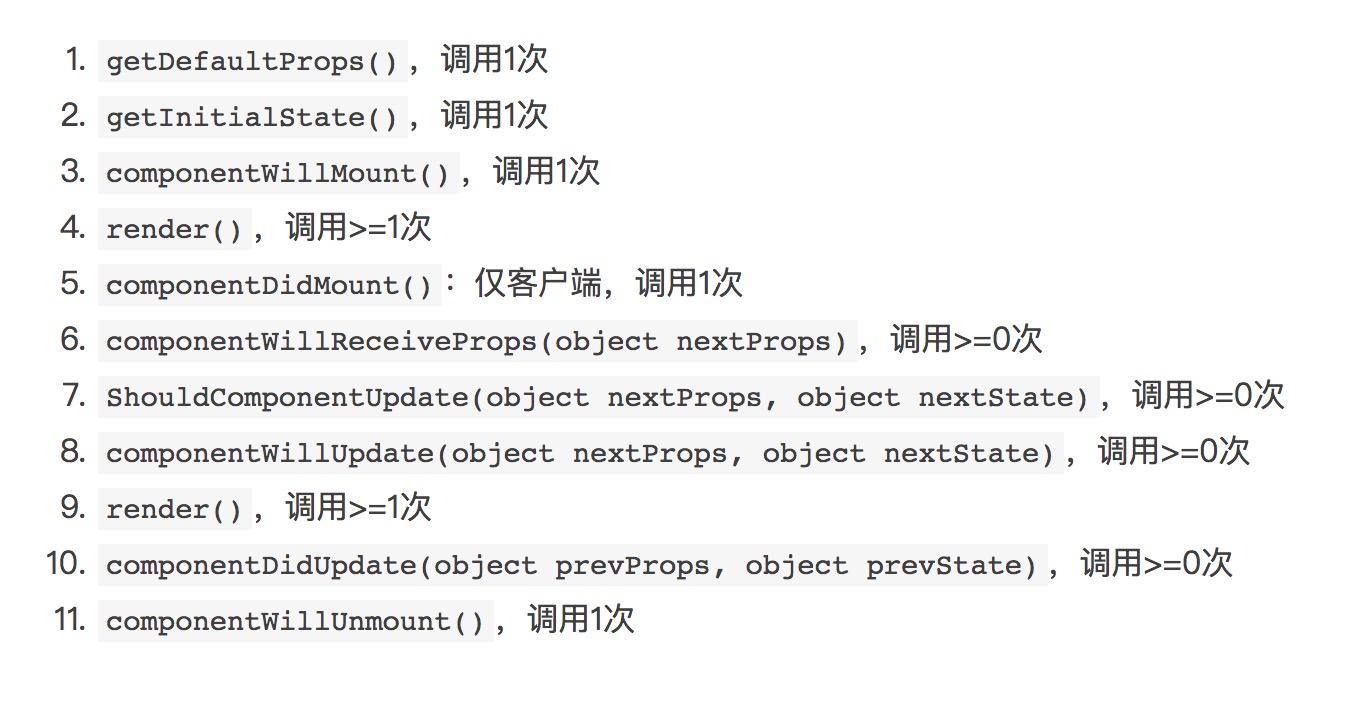 1. getDefaultProps()，调用1次
2. getInitialState()，调用1次
3. componentWillMount()，调用1次
4. render()，调用>=1次
5. componentDidMount()：仅客户端，调用1次
6. componentWillReceiveProps(object nextProps)，调用>=0次
7. ShouldComponentUpdate(object nextProps, object nextState)，调用>=0次
8. componentWillUpdate(object nextProps, object nextState)，调用>=0次
9. render()，调用>=1次
10. componentDidUpdate(object prevProps, object prevState)，调用>=0次
11. componentWillUnmount()，调用1次